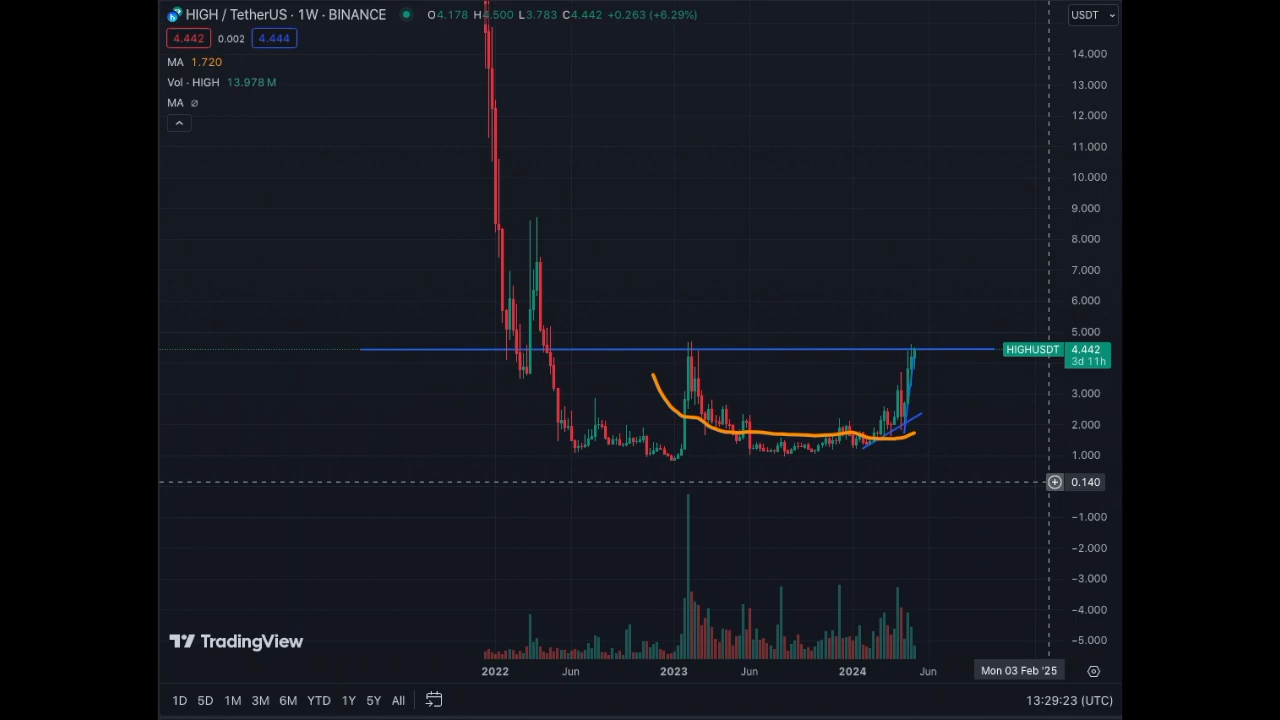 HIGH / TetherUS · 1W · BINANCE O4.178 H4.500 L3.783 C4.442 +0.263 (+6.29%) USDT
4.442 0.002 4.444
MA 1.720
Vol · HIGH 13.978 M
MA ∅
14.000
13.000
12.000
11.000
10.000
9.000
8.000
7.000
6.000
5.000
HIGHUSDT 4.442
3d 11h
3.000
2.000
1.000
0.140
−1.000
−2.000
−3.000
−4.000
−5.000
TradingView
2022 Jun 2023 Jun 2024 Jun Mon 03 Feb '25
1D 5D 1M 3M 6M YTD 1Y 5Y All 13:29:23 (UTC)